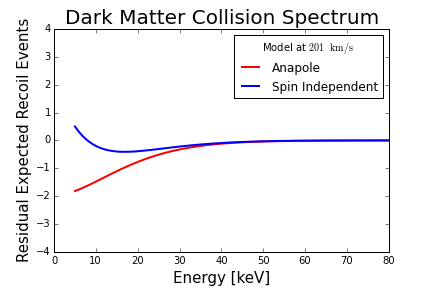 Dark Matter Collision Spectrum
Residual Expected Recoil Events
4
3
2
1
0
−1
−2
−3
−4
Model at 201 km/s
Anapole
Spin Independent
0 10 20 30 40 50 60 70 80
Energy [keV]